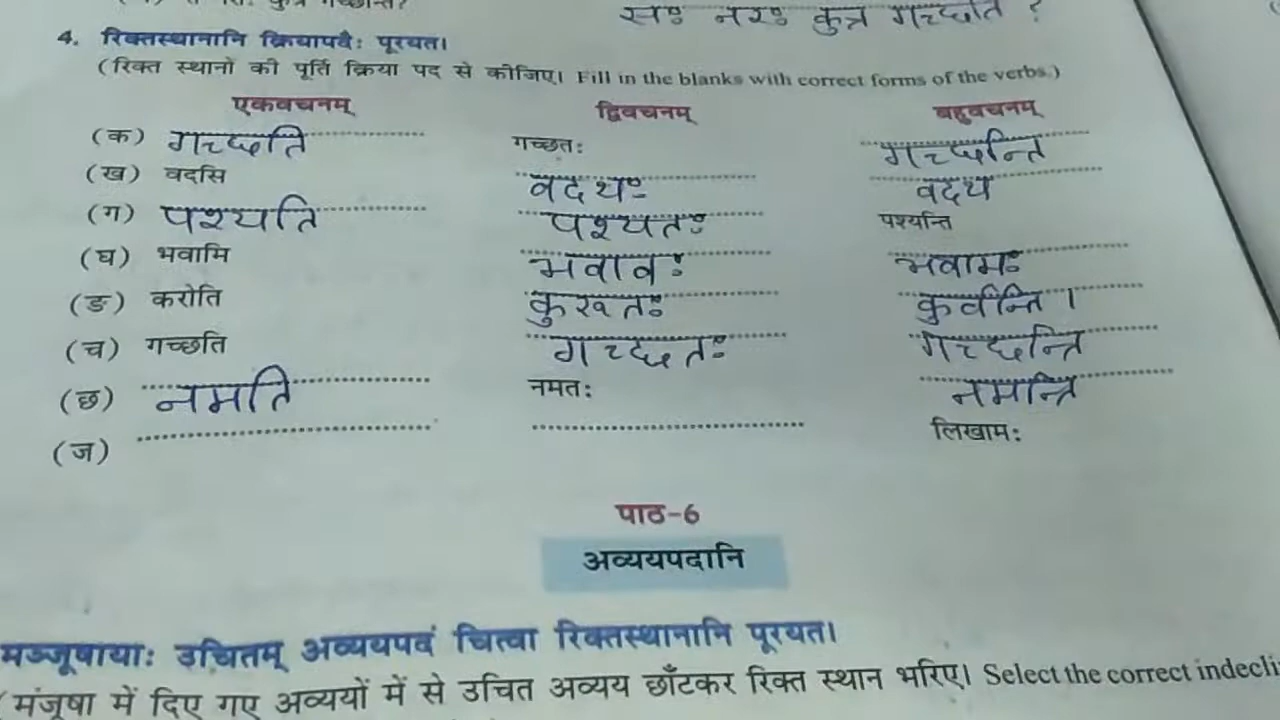 सः नरः कुत्र गच्छति ?
4. रिक्तस्थानानि क्रियापदैः पूरयत।
(रिक्त स्थानों की पूर्ति क्रिया पद से कीजिए। Fill in the blanks with correct forms of the verbs.)
एकवचनम् द्विवचनम् बहुवचनम्
(क) गच्छति गच्छतः गच्छन्ति
(ख) वदसि वदथः वदथ
(ग) पश्यति पश्यतः पश्यन्ति
(घ) भवामि भवावः भवामः
(ङ) करोति कुरूतः कुर्वन्ति ।
(च) गच्छति गच्छतः गच्छन्ति
(छ) नमति नमतः नमन्ति
(ज) लिखामः
पाठ-6
अव्ययपदानि
मञ्जूषायाः उचितम् अव्ययपदं चित्वा रिक्तस्थानानि पूरयत।
(मंजूषा में दिए गए अव्ययों में से उचित अव्यय छाँटकर रिक्त स्थान भरिए। Select the correct indecli